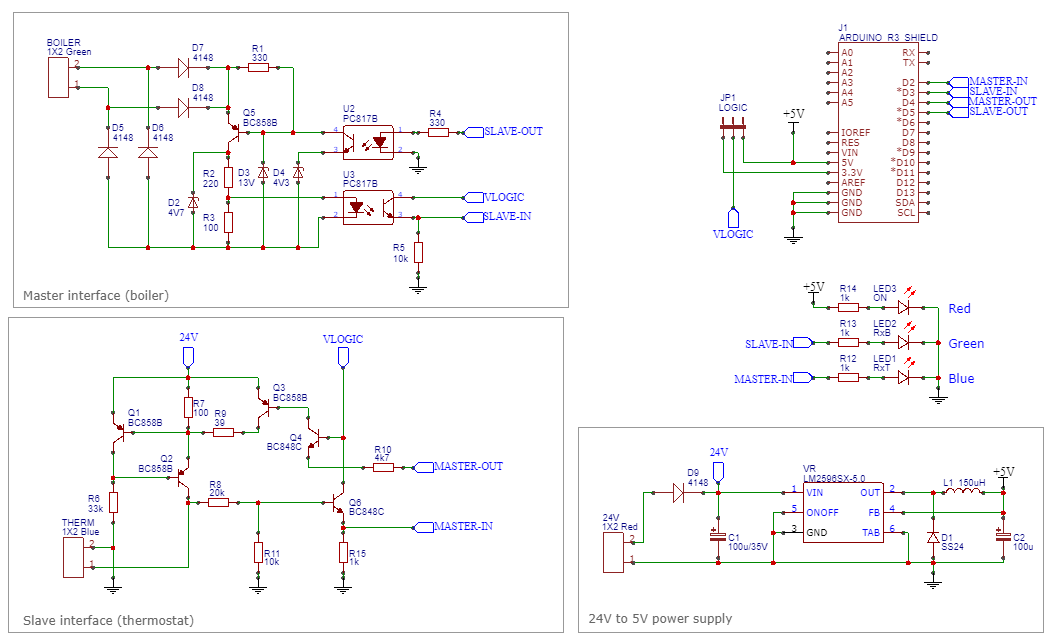 BOILER
1X2 Green
2
1
D7
4148
R1
330
D8
4148
D5
4148
D6
4148
Q5
BC858B
U2
PC817B
4
3
1
2
R4
330
SLAVE-OUT
R2
220
D3
13V
D4
4V3
U3
PC817B
1
2
4
3
VLOGIC
SLAVE-IN
D2
4V7
R3
100
R5
10k
Master interface (boiler)
J1
ARDUINO_R3_SHIELD
A0
A1
A2
A3
A4
A5
IOREF
RES
VIN
5V
3.3V
AREF
GND
GND
GND
RX
TX
D2
*D3
D4
*D5
*D6
D7
D8
*D9
*D10
*D11
D12
D13
SDA
SCL
MASTER-IN
SLAVE-IN
MASTER-OUT
SLAVE-OUT
JP1
LOGIC
+5V
VLOGIC
+5V
R14
1k
LED3
ON
Red
SLAVE-IN
R13
1k
LED2
RxB
Green
MASTER-IN
R12
1k
LED1
RxT
Blue
24V
VLOGIC
Q1
BC858B
R7
100
R9
39
Q3
BC858B
Q4
BC848C
Q2
BC858B
R10
4k7
MASTER-OUT
R6
33k
R8
20k
Q6
BC848C
MASTER-IN
THERM
1X2 Blue
2
1
R11
10k
R15
1k
Slave interface (thermostat)
24V
D9
4148
VR
LM2596SX-5.0
1
VIN
5
ONOFF
3
GND
OUT
2
FB
4
TAB
6
L1 150uH
+5V
24V
1X2 Red
2
1
C1
100u/35V
D1
SS24
C2
100u
24V to 5V power supply